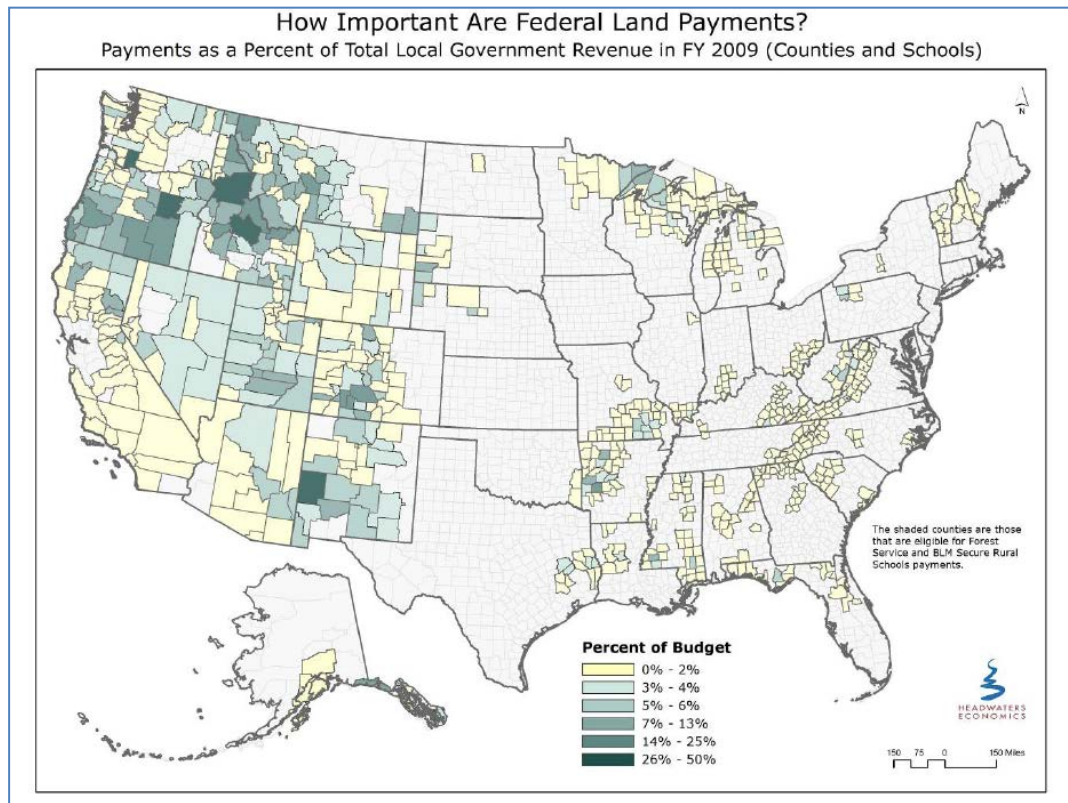 How Important Are Federal Land Payments?
Payments as a Percent of Total Local Government Revenue in FY 2009 (Counties and Schools)
N
The shaded counties are those
that are eligible for Forest
Service and BLM Secure Rural
Schools payments.
Percent of Budget
0% - 2%
3% - 4%
5% - 6%
7% - 13%
14% - 25%
26% - 50%
HEADWATERS
ECONOMICS
150 75 0 150 Miles